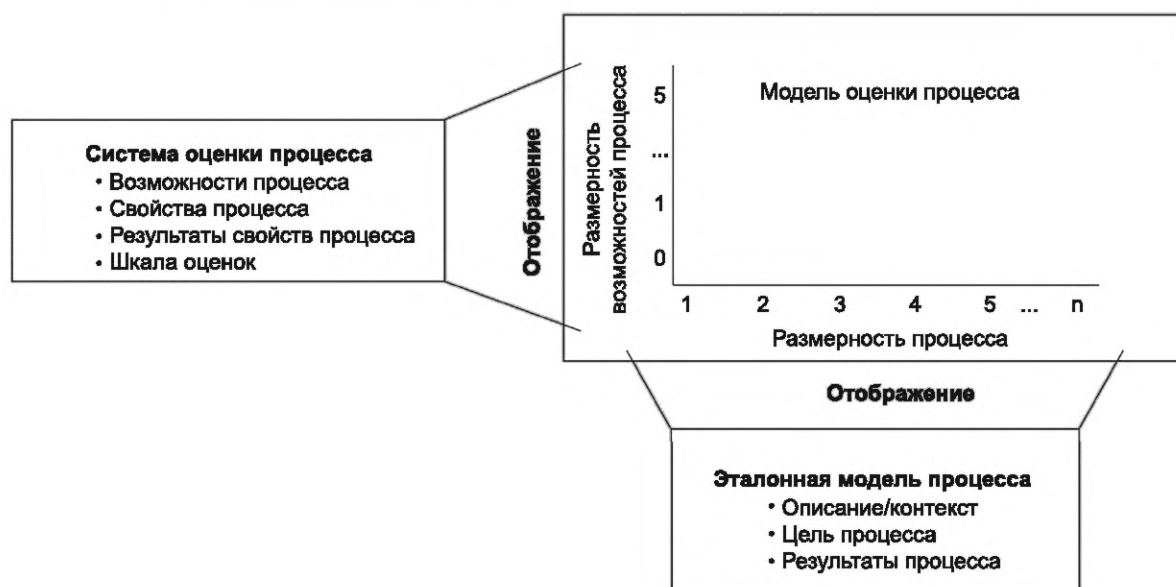 Система оценки процесса
• Возможности процесса
• Свойства процесса
• Результаты свойств процесса
• Шкала оценок
Отображение
Размерность
возможностей процесса
Модель оценки процесса
5
...
1
0
1 2 3 4 5 ... n
Размерность процесса
Отображение
Эталонная модель процесса
• Описание/контекст
• Цель процесса
• Результаты процесса